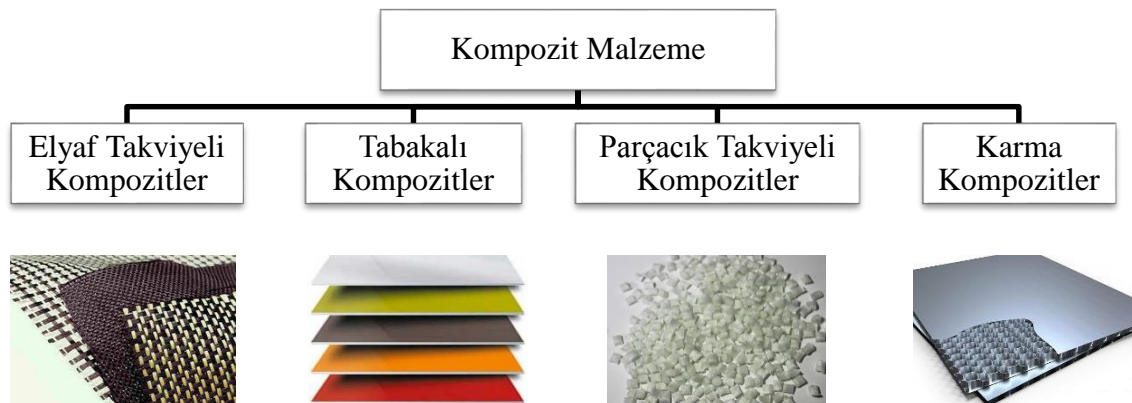 Kompozit Malzeme
Elyaf Takviyeli
Kompozitler
Tabakalı
Kompozitler
Parçacık Takviyeli
Kompozitler
Karma
Kompozitler